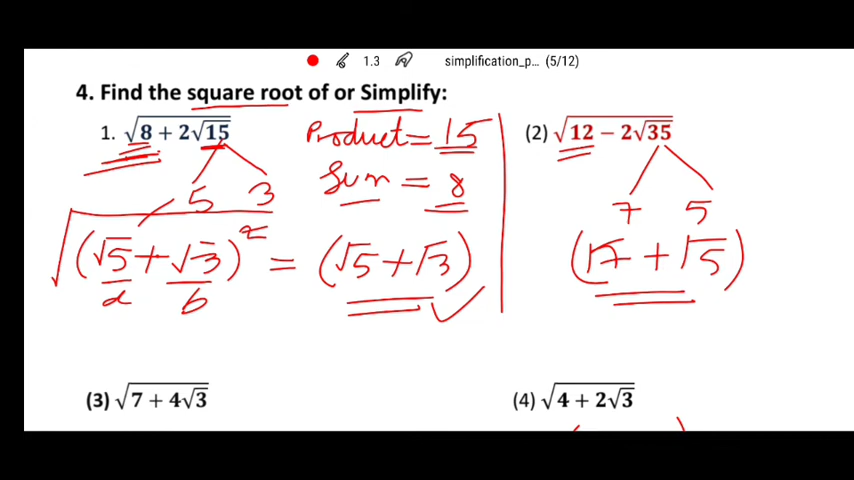 1.3 simplification_p... (5/12)
4. Find the square root of or Simplify:
1. √8 + 2√15
Product = 15
Sum = 8
5 3
√(√5 + √3)² = (√5 + √3)
a b
(2) √12 − 2√35
7 5
(√7 + √5)
(3) √7 + 4√3
(4) √4 + 2√3